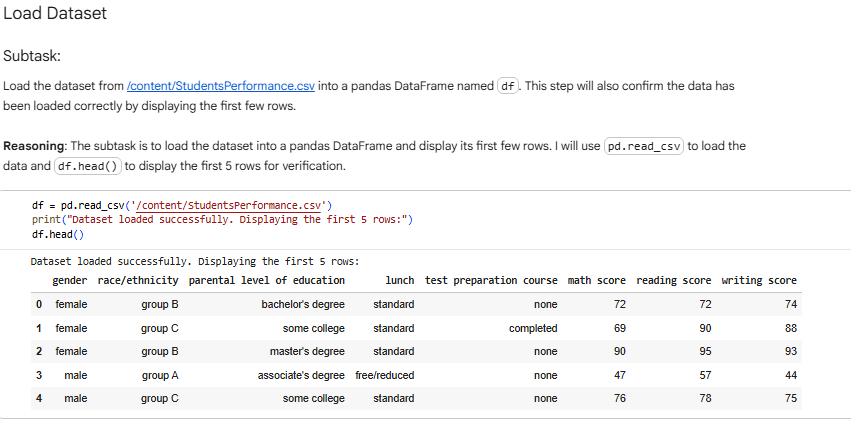 Load Dataset
Subtask:
Load the dataset from /content/StudentsPerformance.csv into a pandas DataFrame named df. This step will also confirm the data has
been loaded correctly by displaying the first few rows.
Reasoning: The subtask is to load the dataset into a pandas DataFrame and display its first few rows. I will use pd.read_csv to load the
data and df.head() to display the first 5 rows for verification.
df = pd.read_csv('/content/StudentsPerformance.csv')
print("Dataset loaded successfully. Displaying the first 5 rows:")
df.head()
Dataset loaded successfully. Displaying the first 5 rows:
gender race/ethnicity parental level of education lunch test preparation course math score reading score writing score
0 female group B bachelor's degree standard none 72 72 74
1 female group C some college standard completed 69 90 88
2 female group B master's degree standard none 90 95 93
3 male group A associate's degree free/reduced none 47 57 44
4 male group C some college standard none 76 78 75